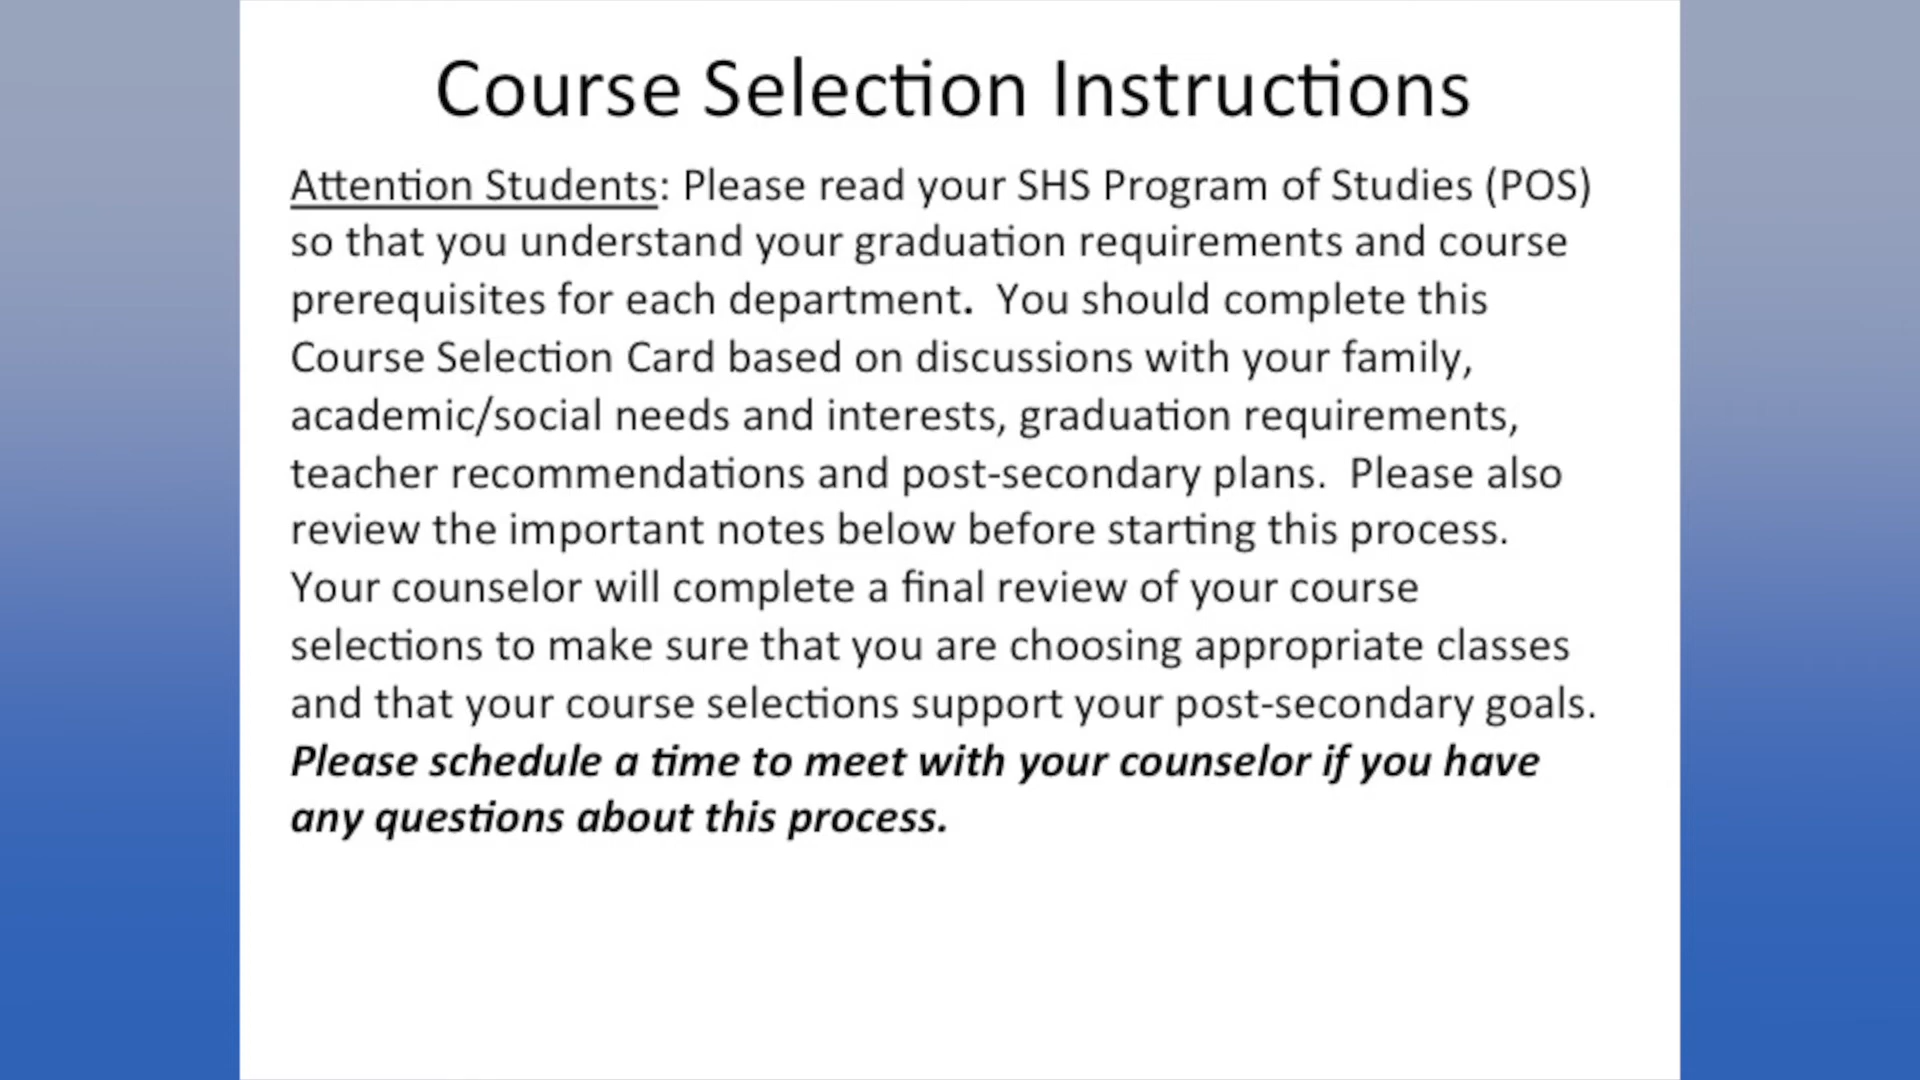 Course Selection Instructions
Attention Students: Please read your SHS Program of Studies (POS)
so that you understand your graduation requirements and course
prerequisites for each department.  You should complete this
Course Selection Card based on discussions with your family,
academic/social needs and interests, graduation requirements,
teacher recommendations and post-secondary plans.  Please also
review the important notes below before starting this process.
Your counselor will complete a final review of your course
selections to make sure that you are choosing appropriate classes
and that your course selections support your post-secondary goals.
Please schedule a time to meet with your counselor if you have
any questions about this process.